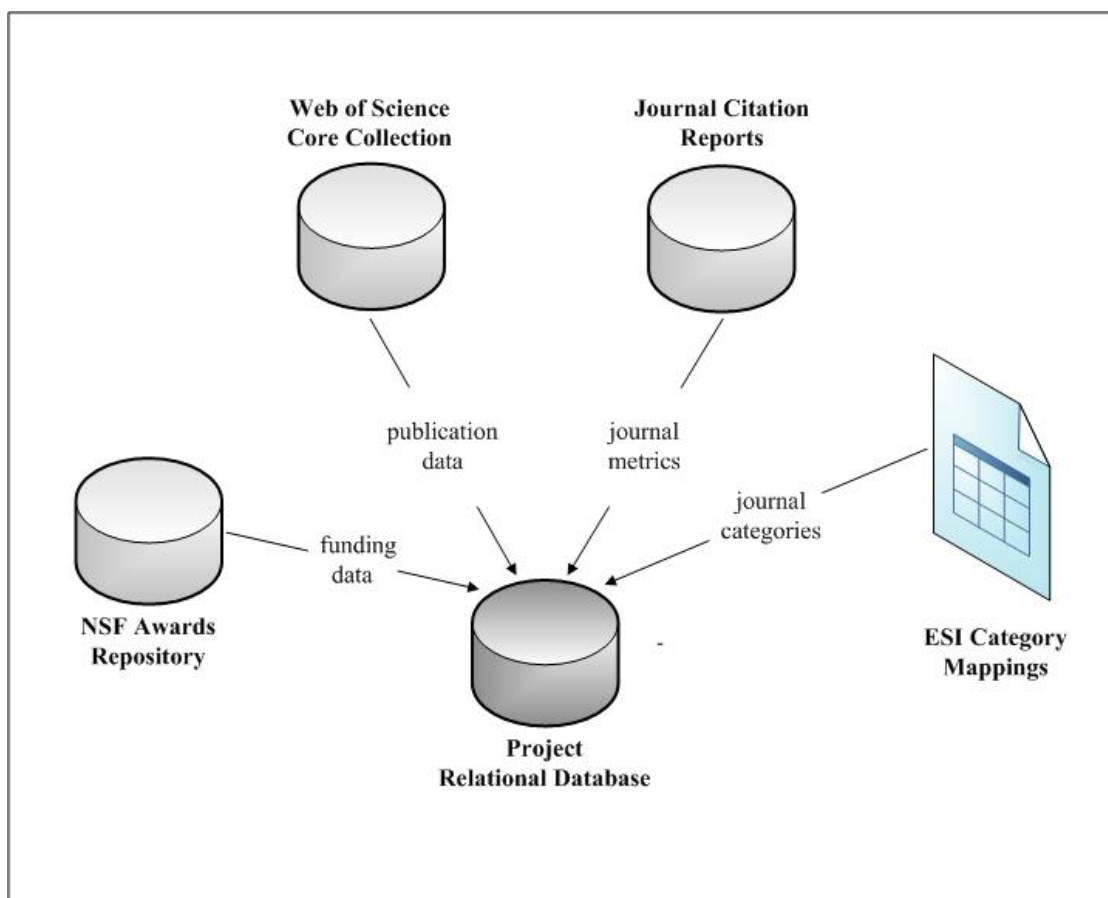 Web of Science
Core Collection
Journal Citation
Reports
publication
data
journal
metrics
journal
categories
funding
data
NSF Awards
Repository
ESI Category
Mappings
-
Project
Relational Database